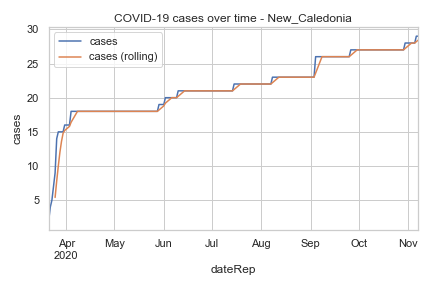 COVID-19 cases over time - New_Caledonia
cases
cases (rolling)
30
25
20
15
10
5
cases
Apr
2020
May
Jun
Jul
Aug
Sep
Oct
Nov
dateRep